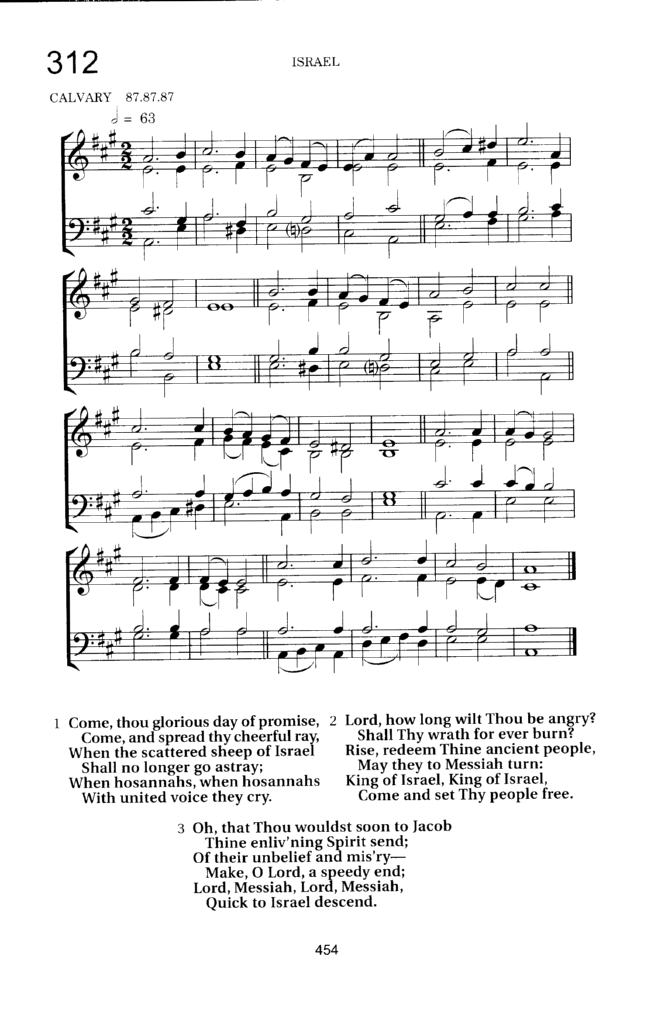 312
ISRAEL
CALVARY 87.87.87
𝅗𝅥 = 63
1 Come, thou glorious day of promise,
Come, and spread thy cheerful ray,
When the scattered sheep of Israel
Shall no longer go astray;
When hosannahs, when hosannahs
With united voice they cry.
2 Lord, how long wilt Thou be angry?
Shall Thy wrath for ever burn?
Rise, redeem Thine ancient people,
May they to Messiah turn:
King of Israel, King of Israel,
Come and set Thy people free.
3 Oh, that Thou wouldst soon to Jacob
Thine enliv'ning Spirit send;
Of their unbelief and mis'ry—
Make, O Lord, a speedy end;
Lord, Messiah, Lord, Messiah,
Quick to Israel descend.
454